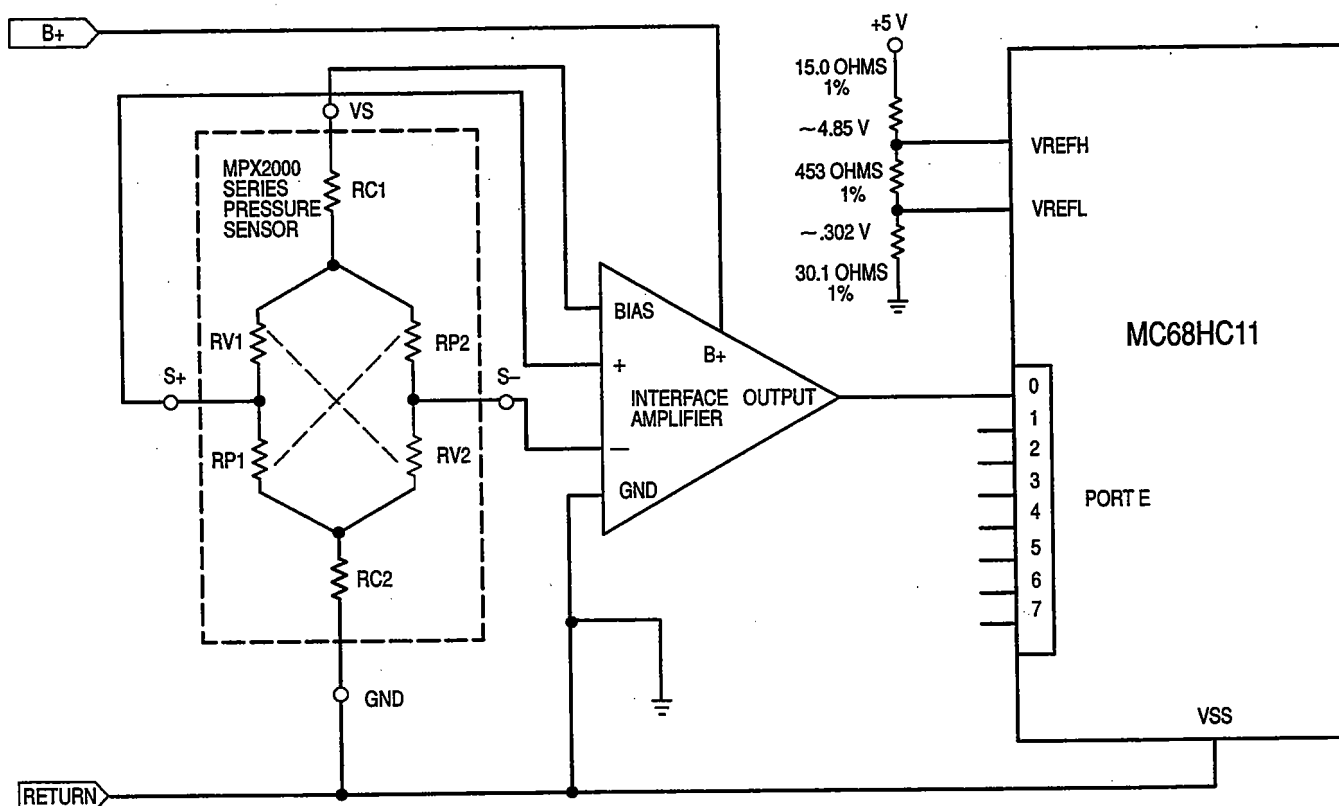 B+
+5 V
15.0 OHMS
1%
~4.85 V
453 OHMS
1%
~.302 V
30.1 OHMS
1%
VREFH
VREFL
MC68HC11
VS
MPX2000
SERIES
PRESSURE
SENSOR
RC1
RV1
RP2
S+
S–
RP1
RV2
RC2
GND
BIAS
B+
+
INTERFACE
AMPLIFIER
OUTPUT
–
GND
0
1
2
3
4
5
6
7
PORT E
VSS
RETURN